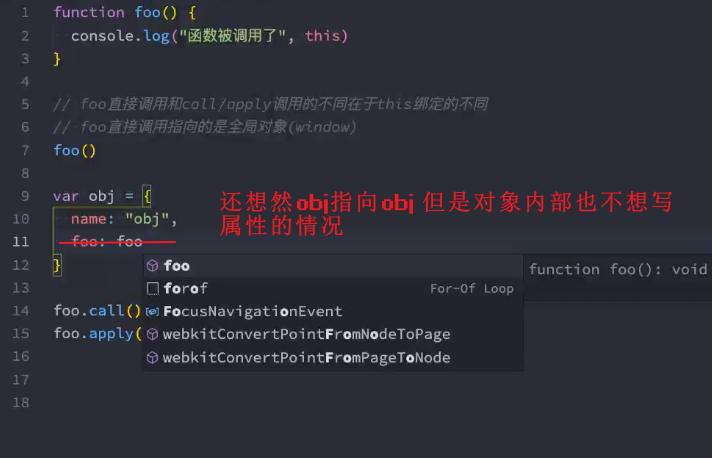 1 function foo() {
2 console.log("函数被调用了", this)
3 }
4
5 // foo直接调用和call/apply调用的不同在于this绑定的不同
6 // foo直接调用指向的是全局对象(window)
7 foo()
8
9 var obj = {
10 name: "obj",
还想然obj指向obj 但是对象内部也不想写
属性的情况
11 foo: foo
12 }
foo
function foo(): void
13
forof For-Of Loop
14 foo.call()
FocusNavigationEvent
15 foo.apply(
webkitConvertPointFromNodeToPage
16
webkitConvertPointFromPageToNode
17
18